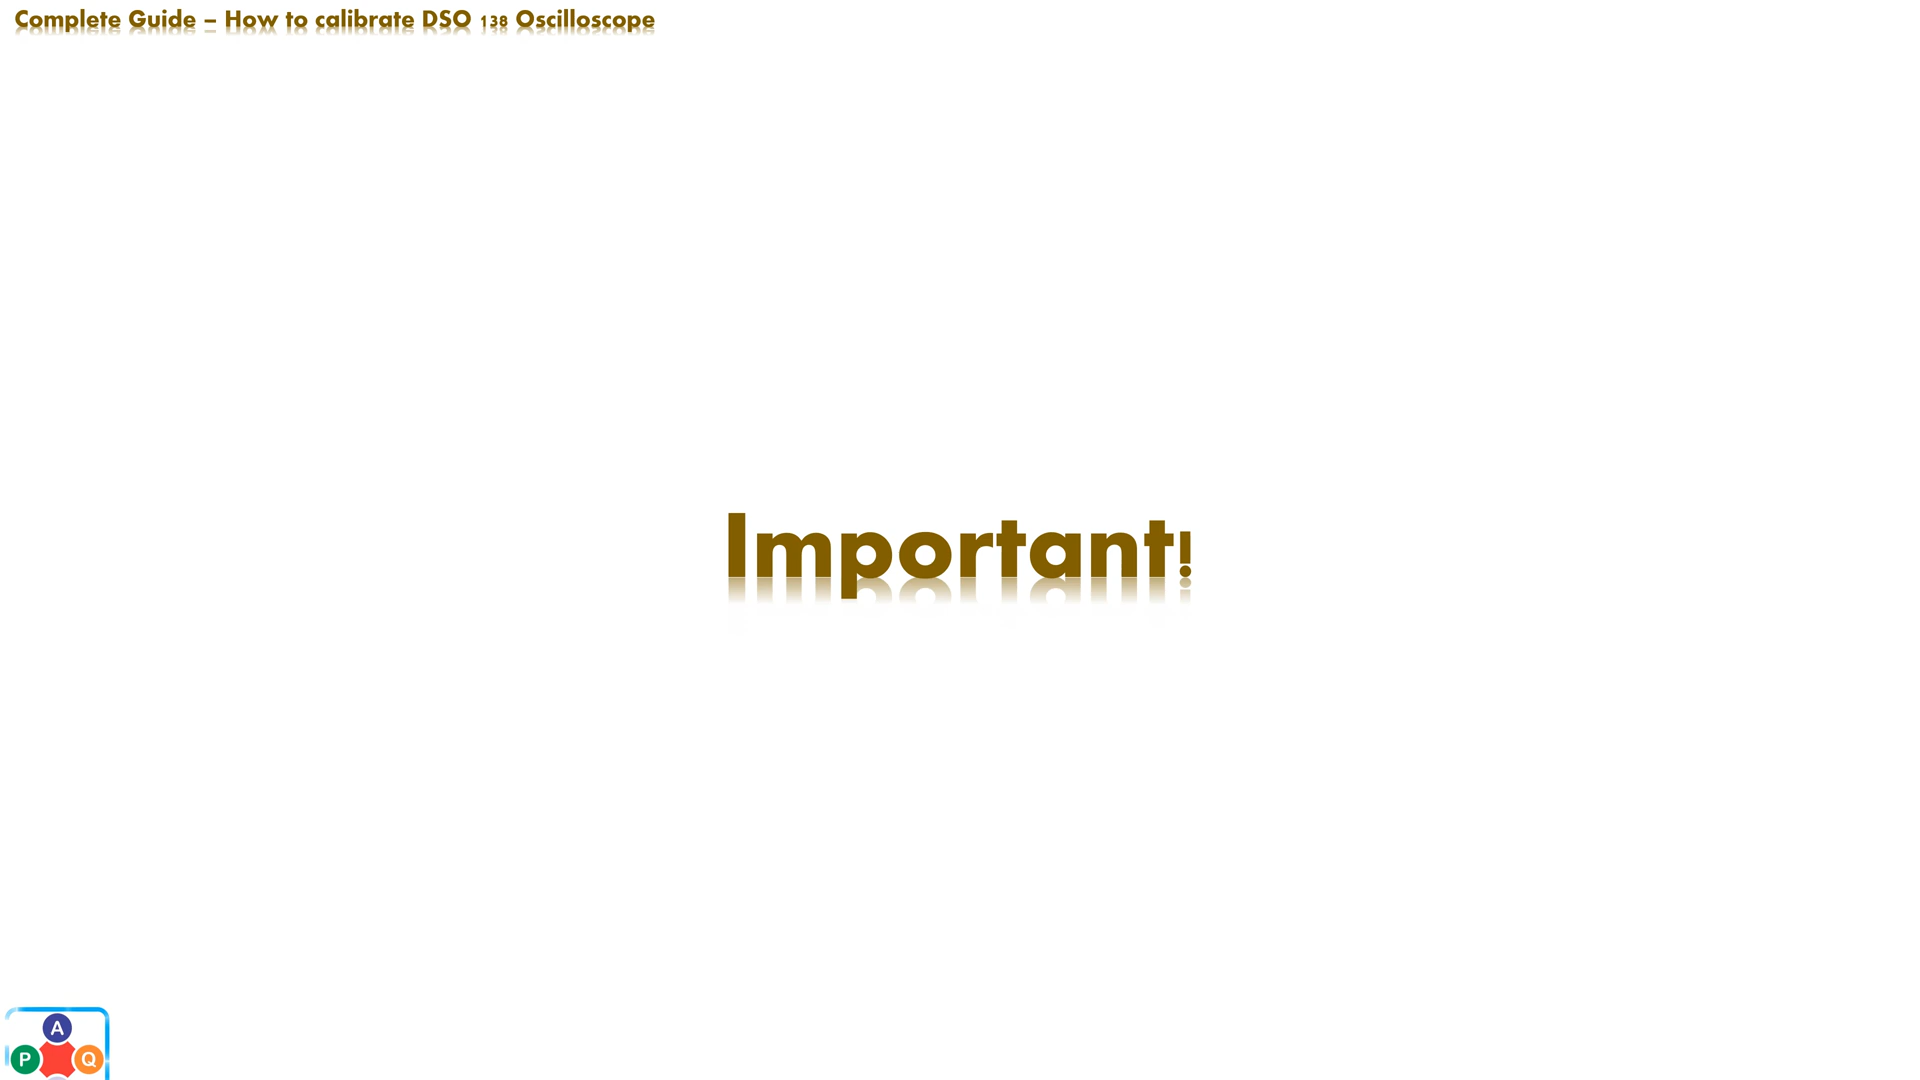 Complete Guide – How to calibrate DSO 138 Oscilloscope
Important!
A
P Q